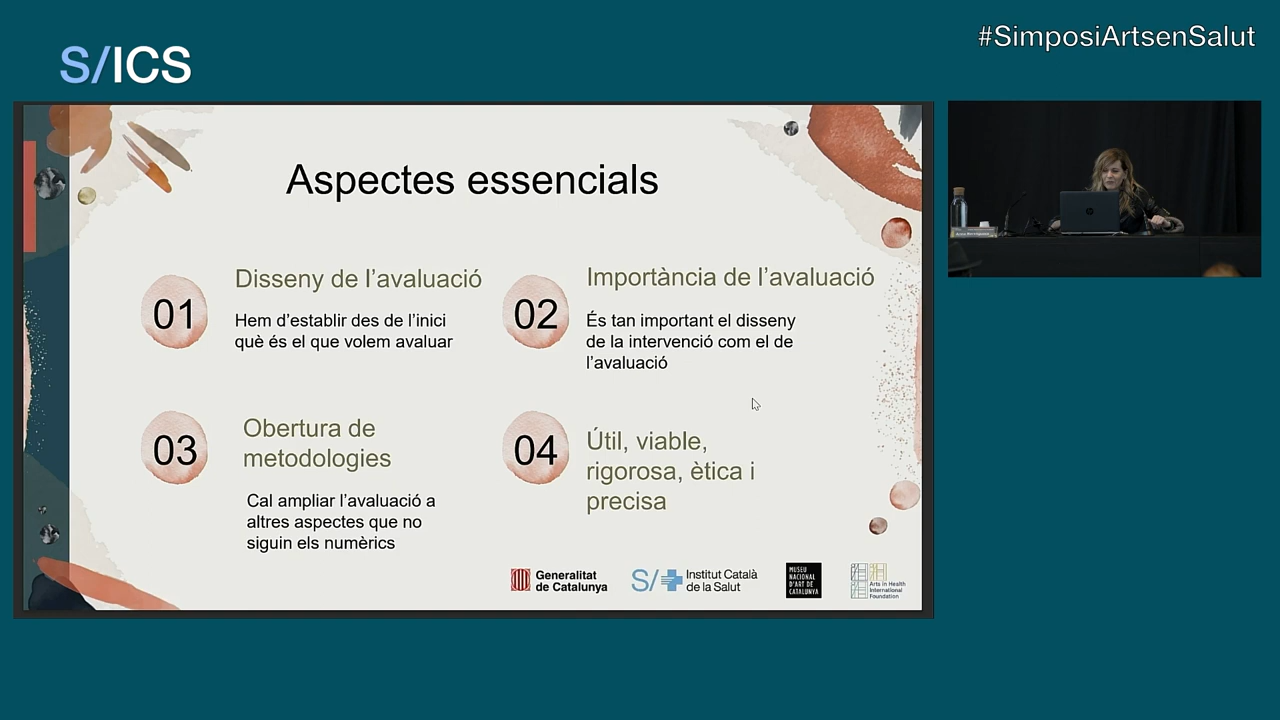 #SimposiArtsenSalut
S/ICS
Aspectes essencials
01
Disseny de l’avaluació
Hem d’establir des de l’inici
què és el que volem avaluar
02
Importància de l’avaluació
És tan important el disseny
de la intervenció com el de
l’avaluació
03
Obertura de
metodologies
Cal ampliar l’avaluació a
altres aspectes que no
siguin els numèrics
04
Útil, viable,
rigorosa, ètica i
precisa
Generalitat
de Catalunya
S/
Institut Català
de la Salut
MUSEU
NACIONAL
D'ART DE
CATALUNYA
Arts in Health
International
Foundation